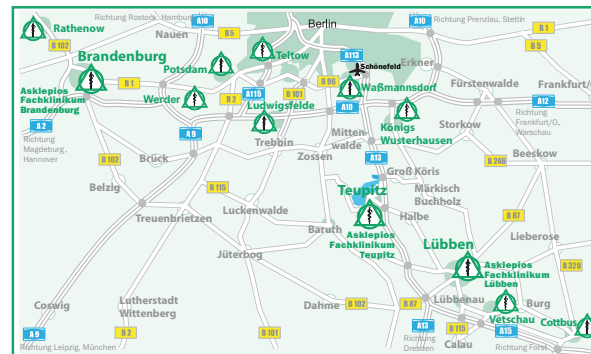 Richtung Rostock, Hamburg
A10
Berlin
A10
Richtung Prenzlau, Stettin
Rathenow
Nauen
B 5
B 1
B 102
Teltow
A113
B 5
Brandenburg
Potsdam
Schönefeld
Erkner
B 1
B 96
Waßmannsdorf
Fürstenwalde
Frankfurt/O.
Asklepios
Fachklinikum
Brandenburg
Werder
A115
B 101
B 2
Ludwigsfelde
A10
Königs
Wusterhausen
A12
Richtung
Frankfurt/O.,
Warschau
A 2
A 9
Storkow
Richtung
Magdeburg,
Hannover
Trebbin
Mitten
walde
Zossen
A13
B 246
Beeskow
Brück
B 102
Groß Köris
Belzig
B 115
Teupitz
Märkisch
Buchholz
Treuenbrietzen
Luckenwalde
Halbe
B 87
Baruth
Asklepios
Fachklinikum
Teupitz
Lübben
Lieberose
Jüterbog
Asklepios
Fachklinikum
Lübben
B 320
Coswig
Lutherstadt
Wittenberg
Dahme
B 102
B 87
Lübbenau
Burg
Vetschau
Cottbus
A 9
B 2
B 101
A13
B 115
A15
Richtung Leipzig, München
Richtung
Dresden
Calau
Richtung Forst